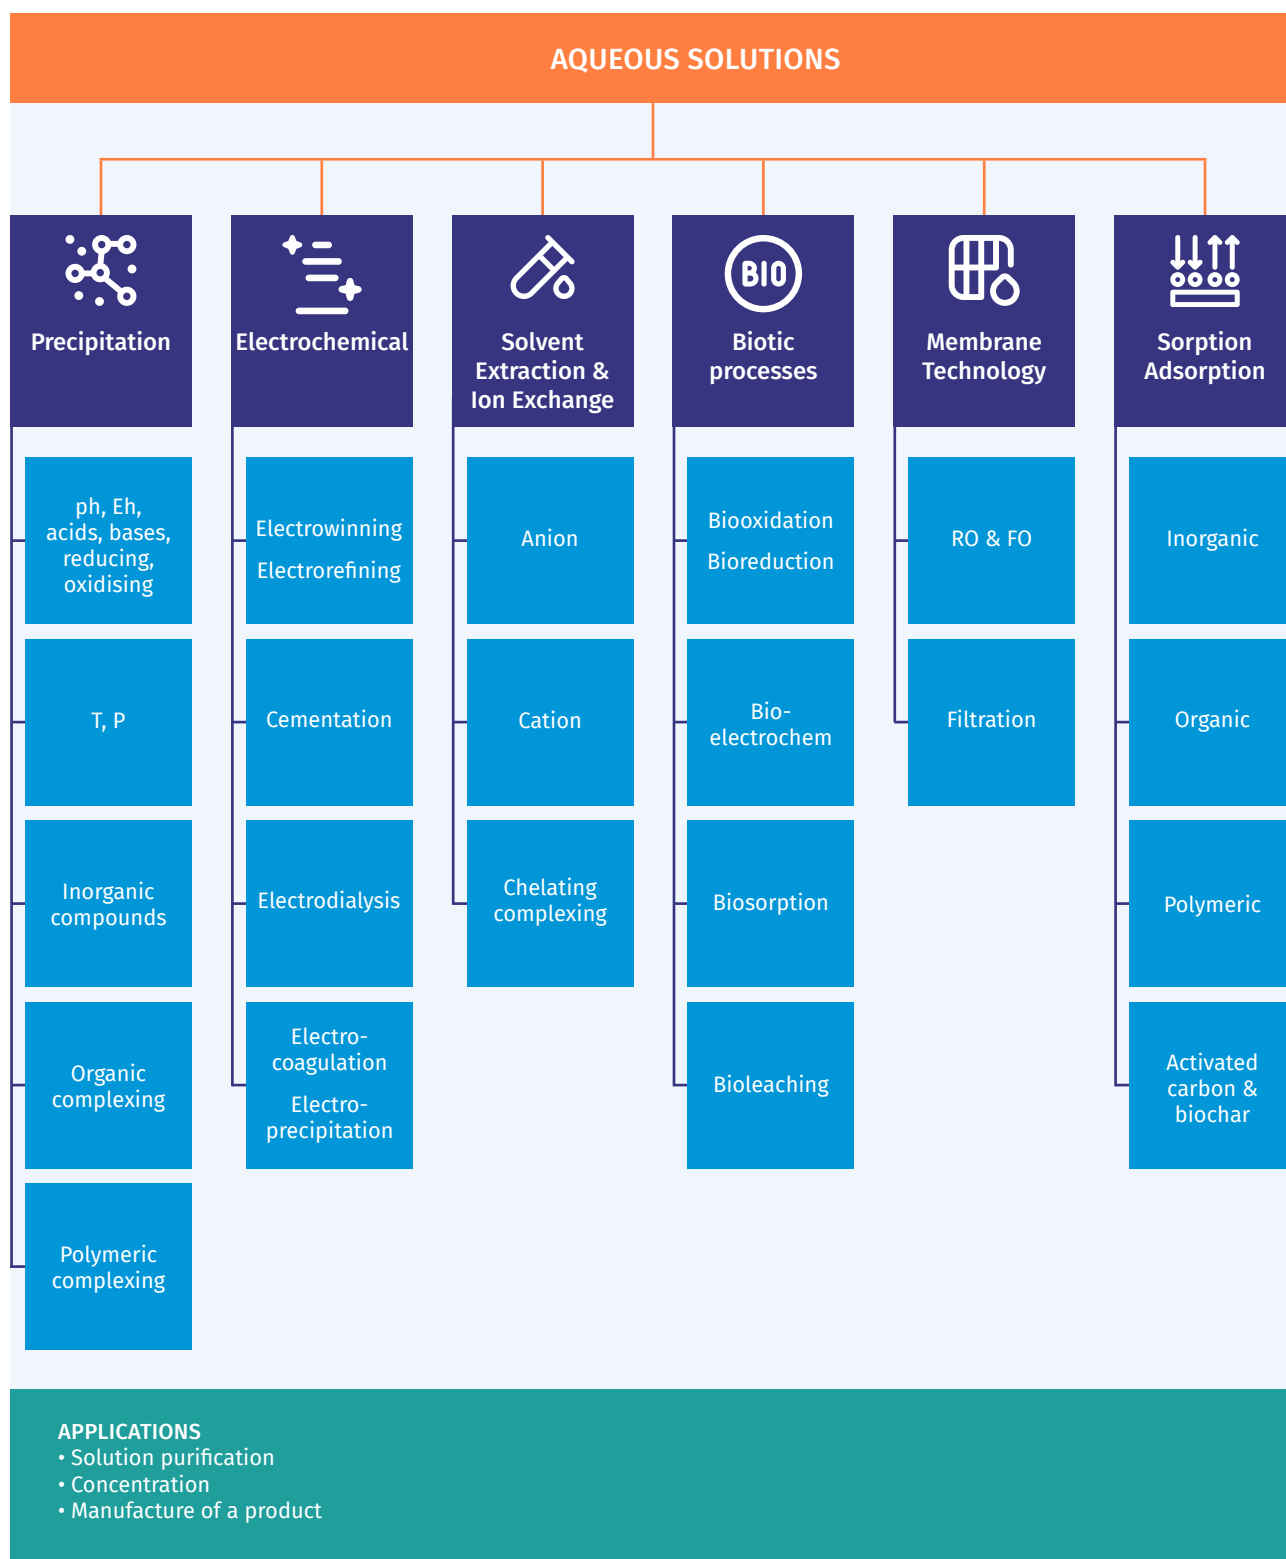 AQUEOUS SOLUTIONS
Precipitation
Electrochemical
Solvent
Extraction &
Ion Exchange
BIO
Biotic
processes
Membrane
Technology
Sorption
Adsorption
ph, Eh,
acids, bases,
reducing,
oxidising
T, P
Inorganic
compounds
Organic
complexing
Polymeric
complexing
Electrowinning
Electrorefining
Cementation
Electrodialysis
Electro-
coagulation
Electro-
precipitation
Anion
Cation
Chelating
complexing
Biooxidation
Bioreduction
Bio-
electrochem
Biosorption
Bioleaching
RO & FO
Filtration
Inorganic
Organic
Polymeric
Activated
carbon &
biochar
APPLICATIONS
• Solution purification
• Concentration
• Manufacture of a product